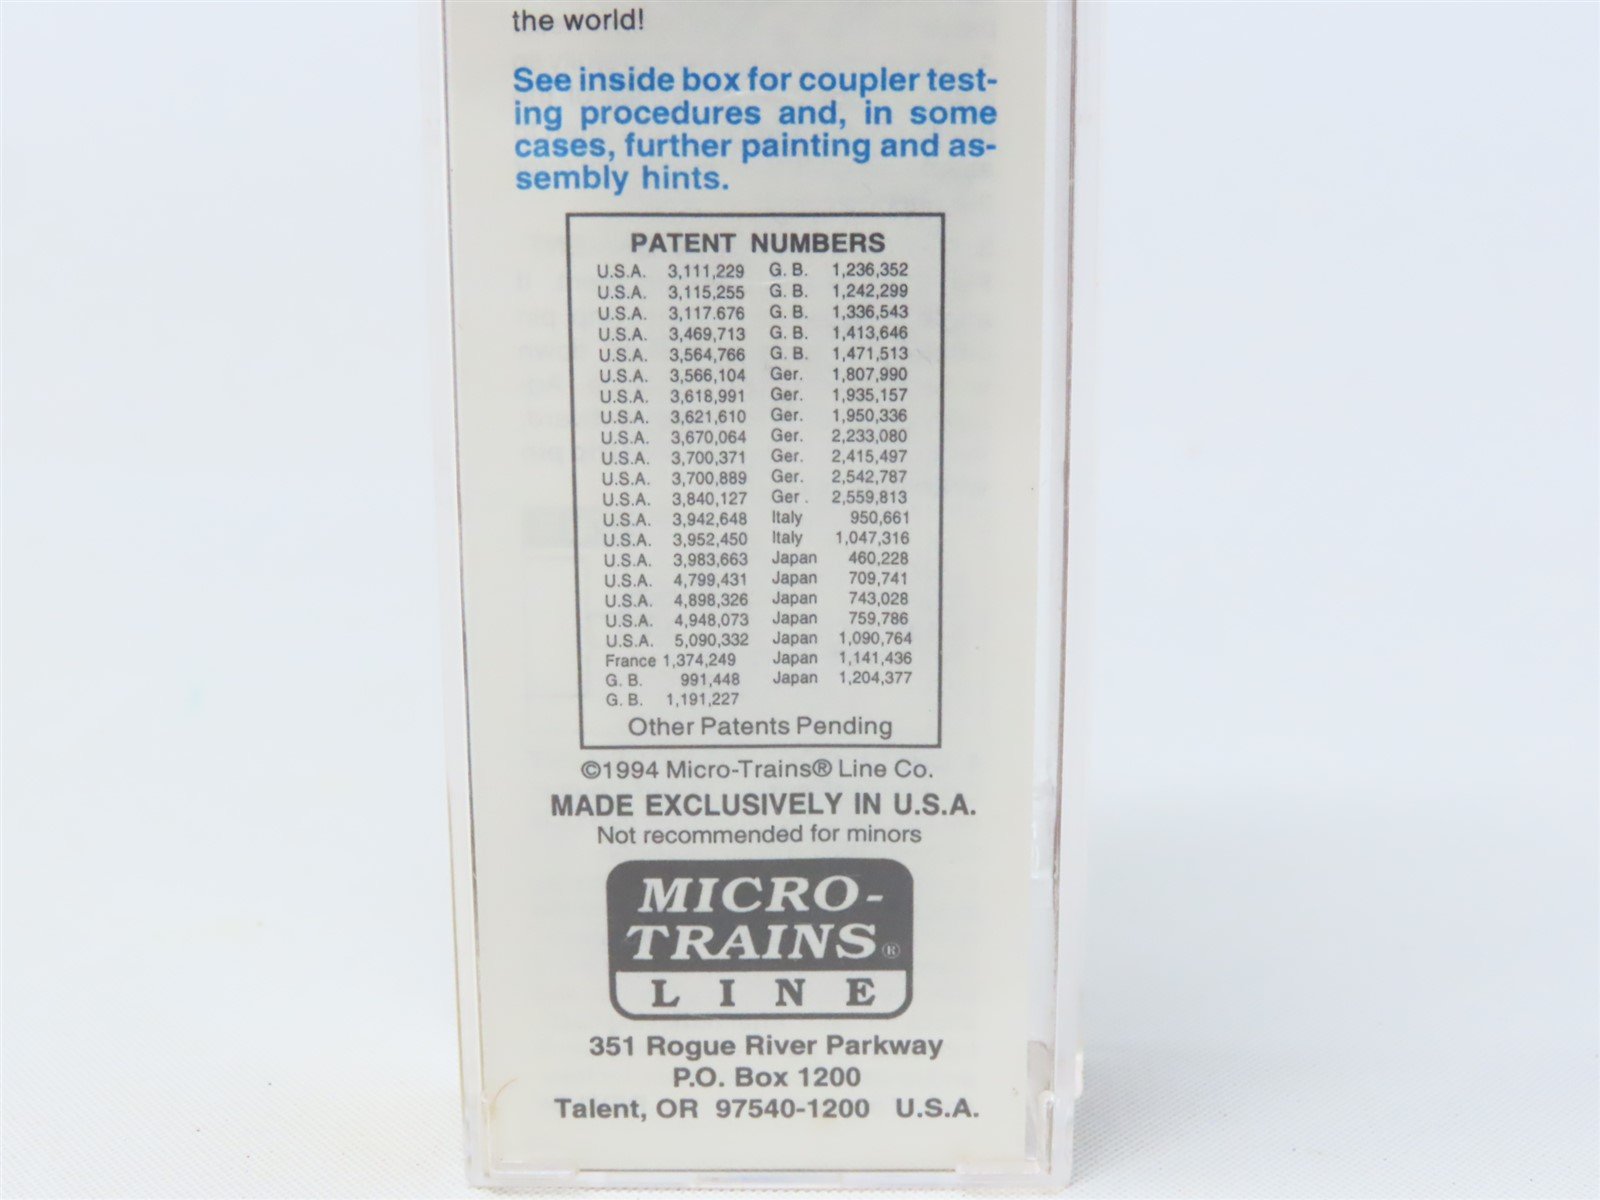 the world!
See inside box for coupler test-
ing procedures and, in some
cases, further painting and as-
sembly hints.
PATENT NUMBERS
U.S.A. 3,111,229 G. B. 1,236,352
U.S.A. 3,115,255 G. B. 1,242,299
U.S.A. 3,117.676 G. B. 1,336,543
U.S.A. 3,469,713 G. B. 1,413,646
U.S.A. 3,564,766 G. B. 1,471,513
U.S.A. 3,566,104 Ger. 1,807,990
U.S.A. 3,618,991 Ger. 1,935,157
U.S.A. 3,621,610 Ger. 1,950,336
U.S.A. 3,670,064 Ger. 2,233,080
U.S.A. 3,700,371 Ger. 2,415,497
U.S.A. 3,700,889 Ger. 2,542,787
U.S.A. 3,840,127 Ger . 2,559,813
U.S.A. 3,942,648 Italy 950,661
U.S.A. 3,952,450 Italy 1,047,316
U.S.A. 3,983,663 Japan 460,228
U.S.A. 4,799,431 Japan 709,741
U.S.A. 4,898,326 Japan 743,028
U.S.A. 4,948,073 Japan 759,786
U.S.A. 5,090,332 Japan 1,090,764
France 1,374,249 Japan 1,141,436
G. B. 991,448 Japan 1,204,377
G. B. 1,191,227
Other Patents Pending
©1994 Micro-Trains® Line Co.
MADE EXCLUSIVELY IN U.S.A.
Not recommended for minors
MICRO-
TRAINS®
LINE
351 Rogue River Parkway
P.O. Box 1200
Talent, OR 97540-1200 U.S.A.